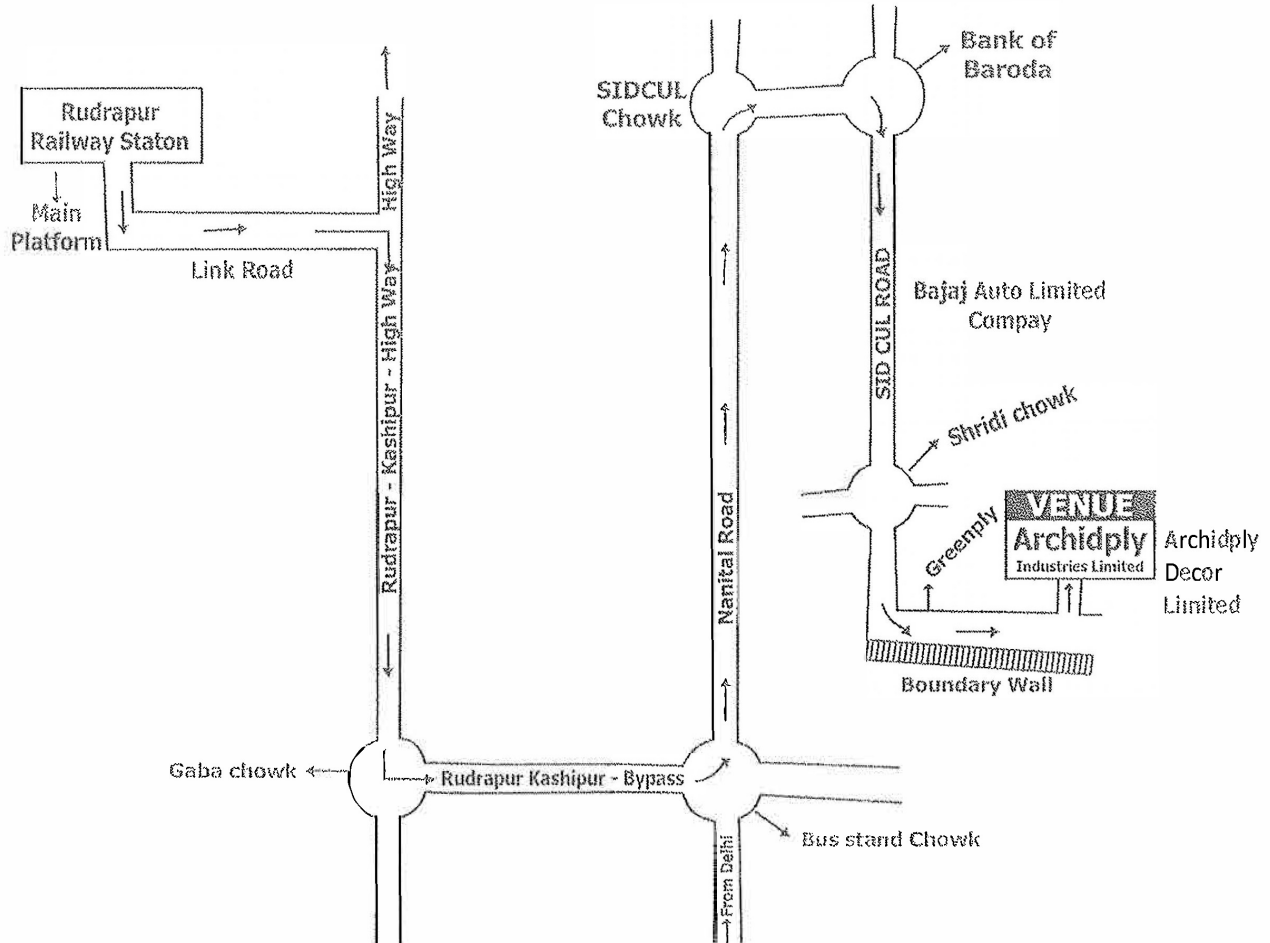 Rudrapur
Railway Staton
Main
Platform
Link Road
High Way
Rudrapur - Kashipur - High Way
Gaba chowk
Rudrapur Kashipur - Bypass
Bus stand Chowk
From Delhi
Nanital Road
SIDCUL
Chowk
Bank of
Baroda
SID CUL ROAD
Bajaj Auto Limited
Compay
Shridi chowk
Greenply
VENUE
Archidply
Industries Limited
Archidply
Decor
Limited
Boundary Wall